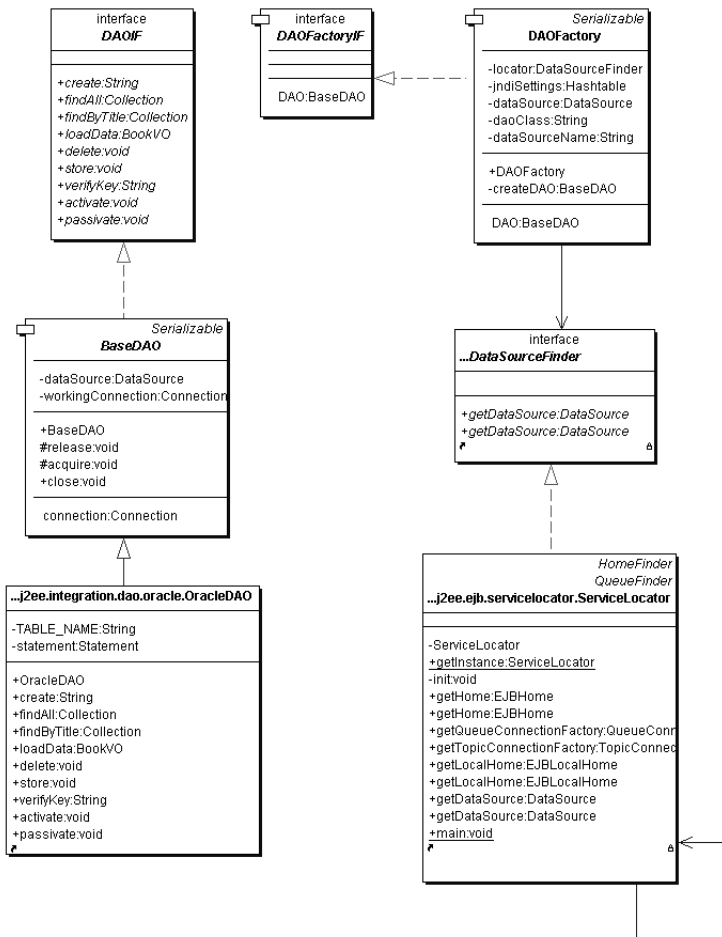 interface
DAOIF
+create:String
+findAll:Collection
+findByTitle:Collection
+loadData:BookVO
+delete:void
+store:void
+verifyKey:String
+activate:void
+passivate:void
interface
DAOFactoryIF
DAO:BaseDAO
Serializable
DAOFactory
-locator:DataSourceFinder
-jndiSettings:Hashtable
-dataSource:DataSource
-daoClass:String
-dataSourceName:String
+DAOFactory
-createDAO:BaseDAO
DAO:BaseDAO
Serializable
BaseDAO
-dataSource:DataSource
-workingConnection:Connection
+BaseDAO
#release:void
#acquire:void
+close:void
connection:Connection
interface
...DataSourceFinder
+getDataSource:DataSource
+getDataSource:DataSource
...j2ee.integration.dao.oracle.OracleDAO
-TABLE_NAME:String
-statement:Statement
+OracleDAO
+create:String
+findAll:Collection
+findByTitle:Collection
+loadData:BookVO
+delete:void
+store:void
+verifyKey:String
+activate:void
+passivate:void
HomeFinder
QueueFinder
...j2ee.ejb.servicelocator.ServiceLocator
-ServiceLocator
+getInstance:ServiceLocator
-init:void
+getHome:EJBHome
+getHome:EJBHome
+getQueueConnectionFactory:QueueConn
+getTopicConnectionFactory:TopicConnec
+getLocalHome:EJBLocalHome
+getLocalHome:EJBLocalHome
+getDataSource:DataSource
+getDataSource:DataSource
+main:void